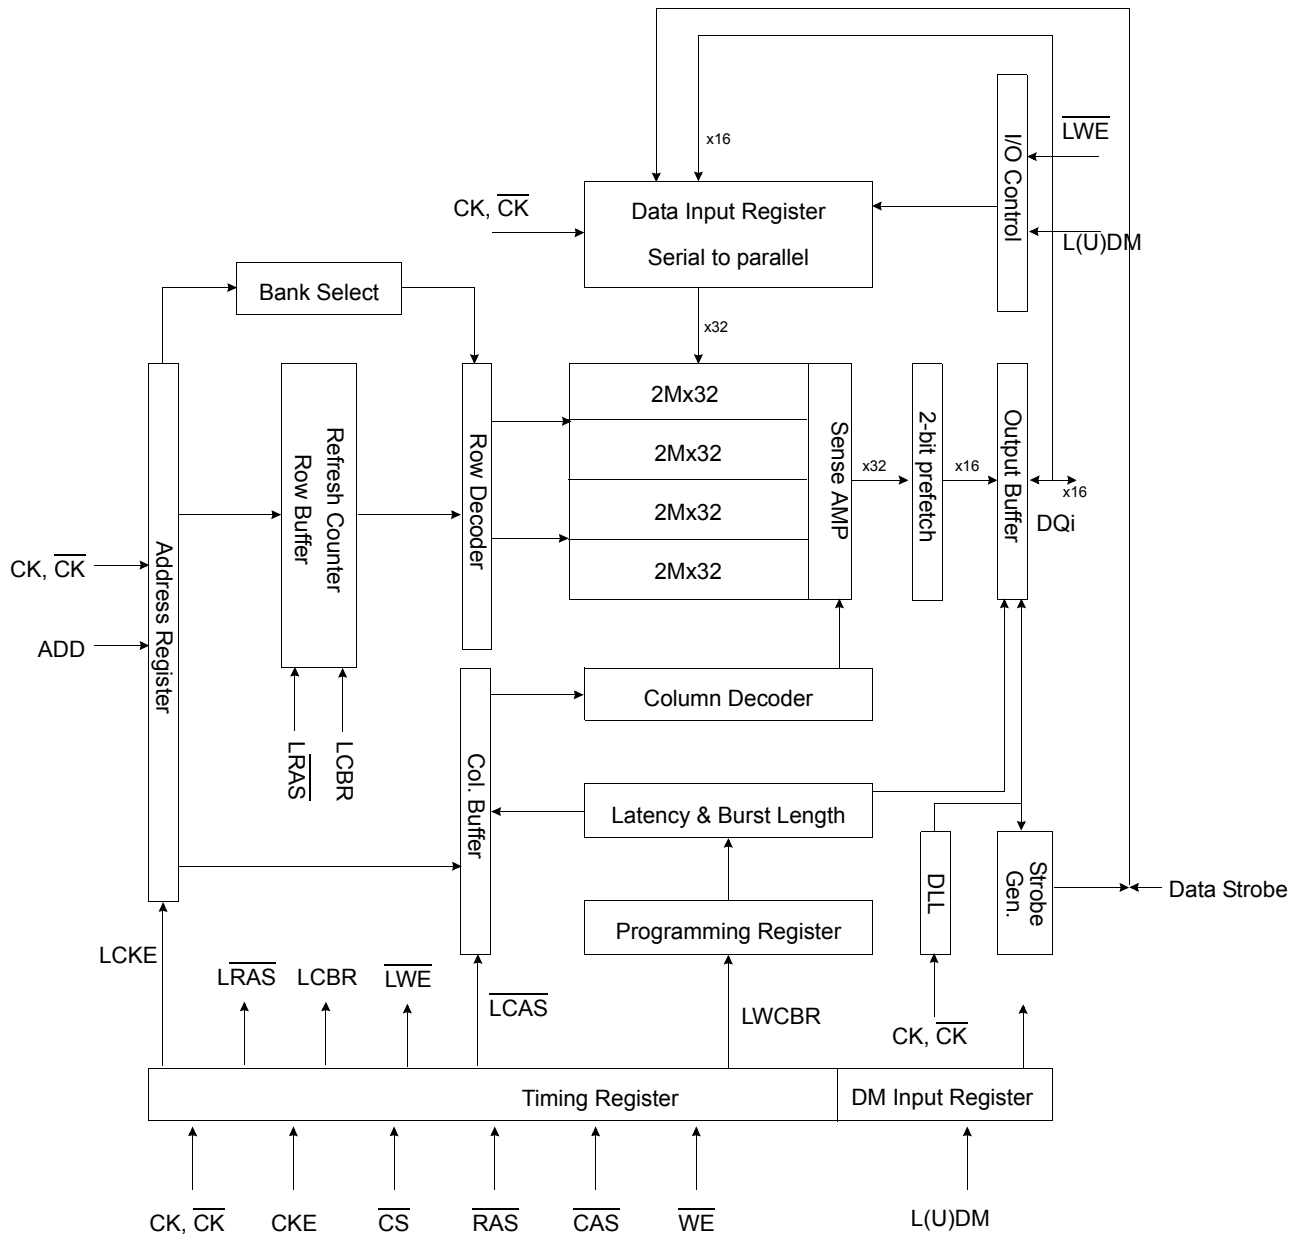 x16
LWE
I/O Control
CK, CK
Data Input Register
Serial to parallel
L(U)DM
Bank Select
x32
2Mx32
2Mx32
2Mx32
2Mx32
Refresh Counter
Row Buffer
Row Decoder
Sense AMP
x32
2-bit prefetch
x16
Output Buffer
x16
DQi
Address Register
CK, CK
ADD
Column Decoder
LRAS
LCBR
Col. Buffer
Latency & Burst Length
DLL
Strobe
Gen.
Data Strobe
Programming Register
LCKE
LRAS
LCBR
LWE
LCAS
LWCBR
CK, CK
Timing Register
DM Input Register
CK, CK
CKE
CS
RAS
CAS
WE
L(U)DM